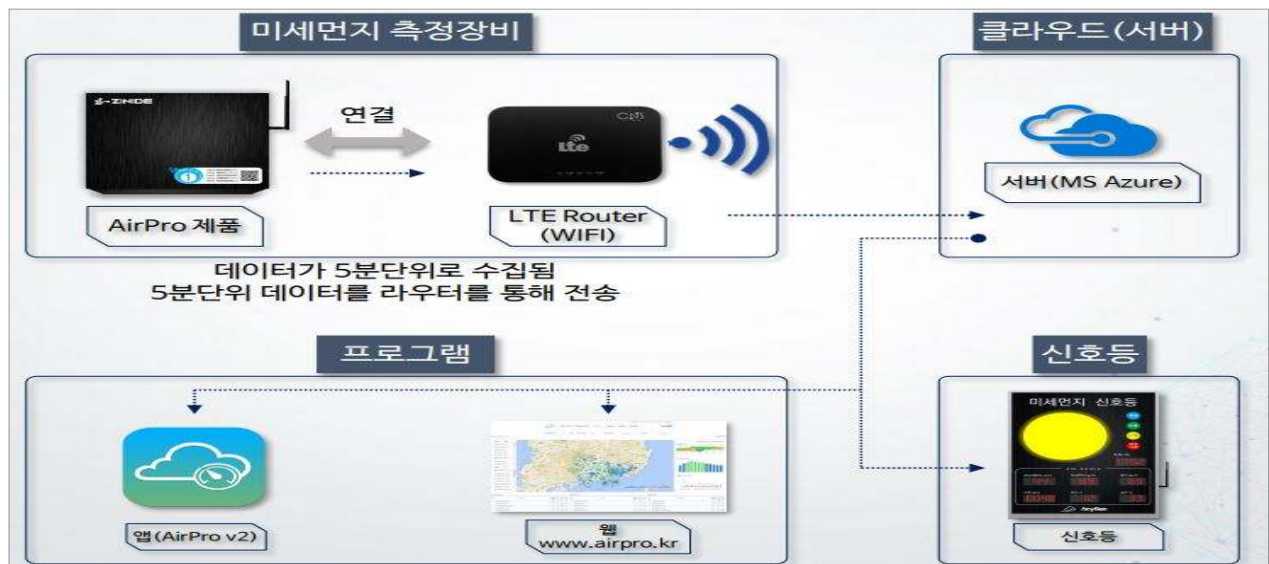 미세먼지 측정장비
클라우드(서버)
ZINDE
연결
Lte
AirPro 제품
LTE Router
(WIFI)
서버(MS Azure)
데이터가 5분단위로 수집됨
5분단위 데이터를 라우터를 통해 전송
프로그램
신호등
미세먼지 신호등
앱(AirPro v2)
웹
www.airpro.kr
신호등